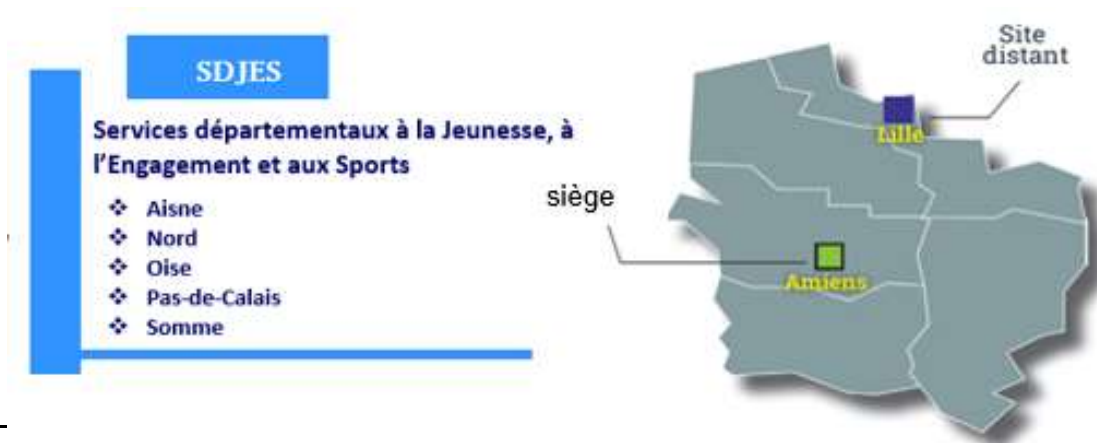 SDJES
Services départementaux à la Jeunesse, à
l'Engagement et aux Sports
❖ Aisne
❖ Nord
❖ Oise
❖ Pas-de-Calais
❖ Somme
Site
distant
Lille
siège
Amiens